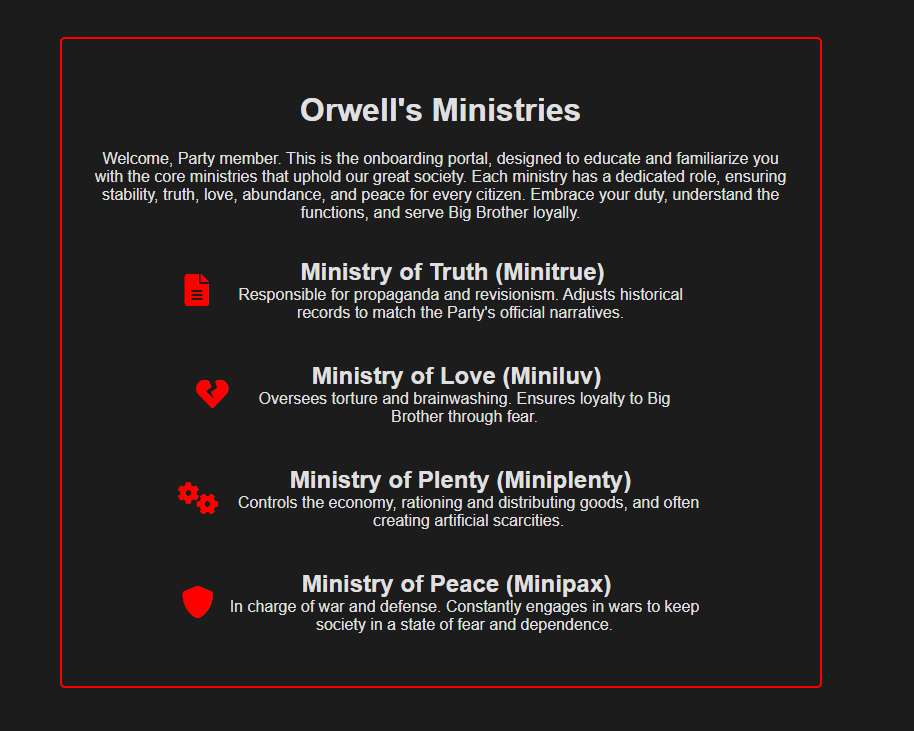 Orwell's Ministries
Welcome, Party member. This is the onboarding portal, designed to educate and familiarize you
with the core ministries that uphold our great society. Each ministry has a dedicated role, ensuring
stability, truth, love, abundance, and peace for every citizen. Embrace your duty, understand the
functions, and serve Big Brother loyally.
Ministry of Truth (Minitrue)
Responsible for propaganda and revisionism. Adjusts historical
records to match the Party's official narratives.
Ministry of Love (Miniluv)
Oversees torture and brainwashing. Ensures loyalty to Big
Brother through fear.
Ministry of Plenty (Miniplenty)
Controls the economy, rationing and distributing goods, and often
creating artificial scarcities.
Ministry of Peace (Minipax)
In charge of war and defense. Constantly engages in wars to keep
society in a state of fear and dependence.